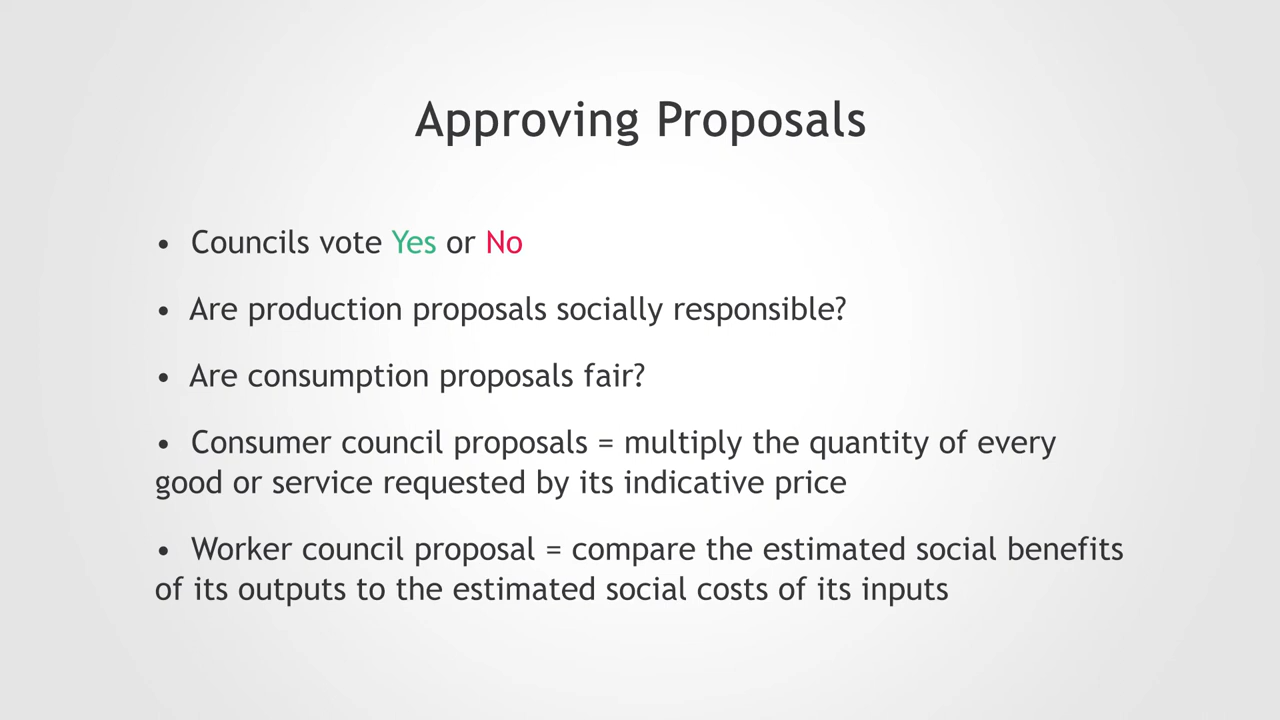 Approving Proposals
• Councils vote Yes or No
• Are production proposals socially responsible?
• Are consumption proposals fair?
• Consumer council proposals = multiply the quantity of every
good or service requested by its indicative price
• Worker council proposal = compare the estimated social benefits
of its outputs to the estimated social costs of its inputs